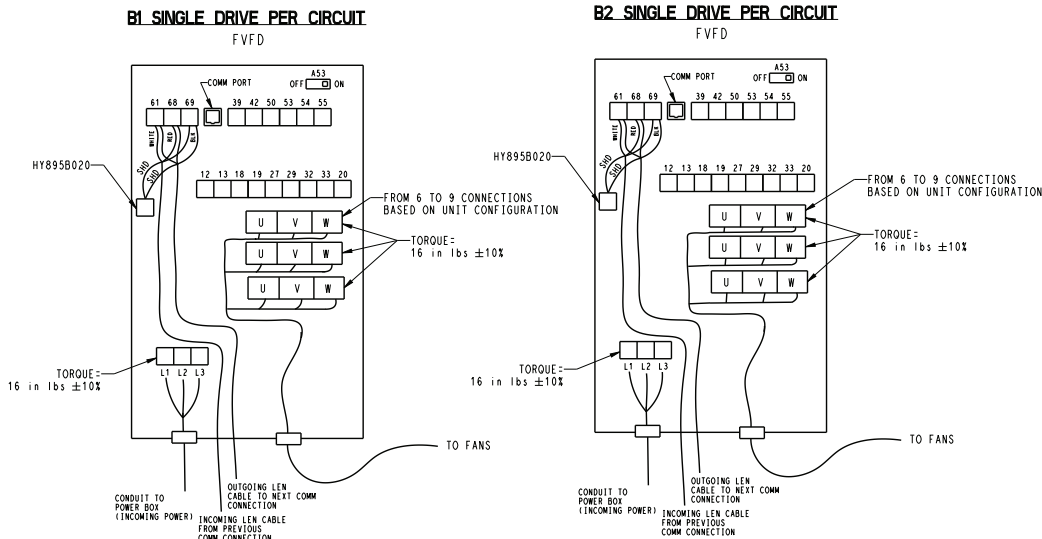 B1 SINGLE DRIVE PER CIRCUIT
FVFD
A53
OFF ON
COMM PORT
61 68 69 39 42 50 53 54 55
WHITE
RED
BLK
SHD
SHD
HY895B020
12 13 18 19 27 29 32 33 20
FROM 6 TO 9 CONNECTIONS
BASED ON UNIT CONFIGURATION
U V W
U V W
U V W
TORQUE=
16 in lbs ±10%
TORQUE=
16 in lbs ±10%
L1 L2 L3
TO FANS
OUTGOING LEN
CABLE TO NEXT COMM
CONNECTION
CONDUIT TO
POWER BOX
(INCOMING POWER)
INCOMING LEN CABLE
FROM PREVIOUS
COMM CONNECTION
B2 SINGLE DRIVE PER CIRCUIT
FVFD
A53
OFF ON
COMM PORT
61 68 69 39 42 50 53 54 55
WHITE
RED
BLK
SHD
SHD
HY895B020
12 13 18 19 27 29 32 33 20
FROM 6 TO 9 CONNECTIONS
BASED ON UNIT CONFIGURATION
U V W
U V W
U V W
TORQUE=
16 in lbs ±10%
TORQUE=
16 in lbs ±10%
L1 L2 L3
TO FANS
OUTGOING LEN
CABLE TO NEXT COMM
CONNECTION
CONDUIT TO
POWER BOX
(INCOMING POWER)
INCOMING LEN CABLE
FROM PREVIOUS
COMM CONNECTION